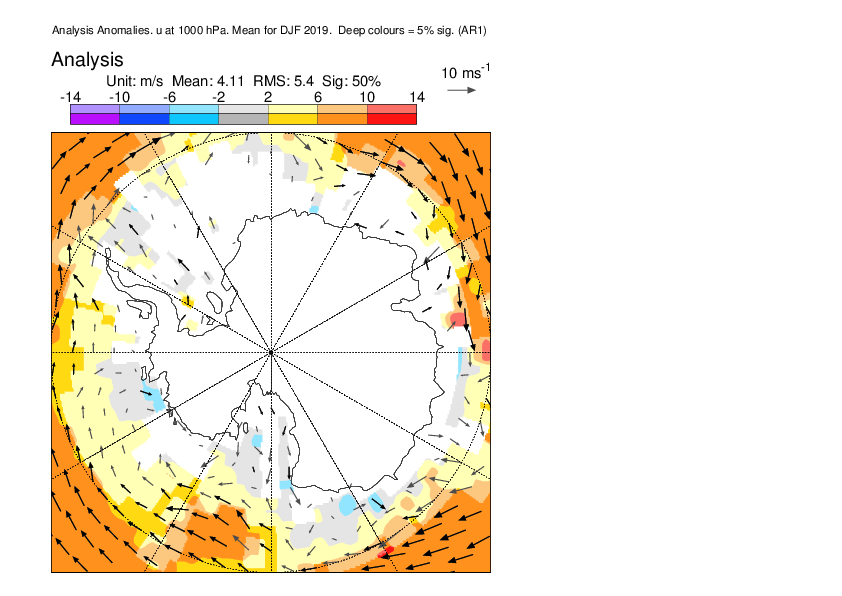 Analysis Anomalies. u at 1000 hPa. Mean for DJF 2019.  Deep colours = 5% sig. (AR1)
Analysis
10 ms-1
Unit: m/s  Mean: 4.11  RMS: 5.4  Sig: 50%
-14 -10 -6 -2 2 6 10 14